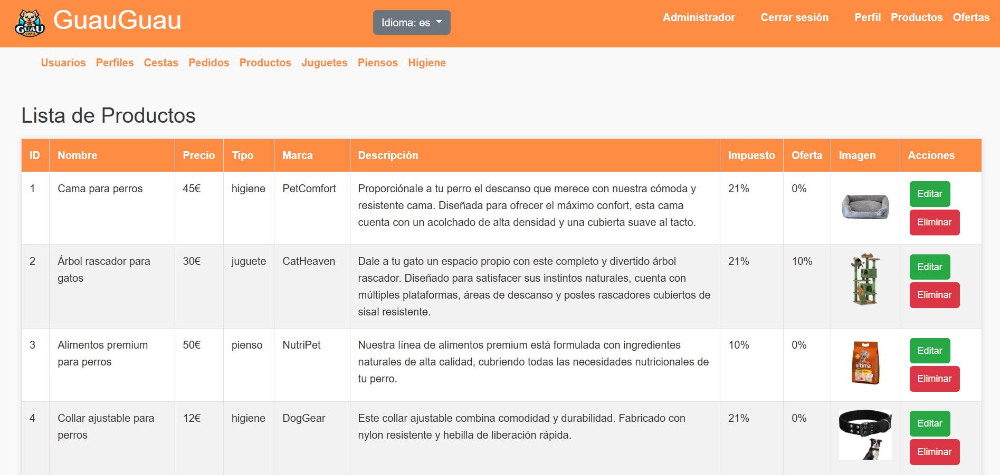 GUAU
GUAU
GuauGuau
Idioma: es
Administrador
Cerrar sesión
Perfil
Productos
Ofertas
Usuarios
Perfiles
Cestas
Pedidos
Productos
Juguetes
Piensos
Higiene
Lista de Productos
ID
Nombre
Precio
Tipo
Marca
Descripción
Impuesto
Oferta
Imagen
Acciones
1
Cama para perros
45€
higiene
PetComfort
Proporciónale a tu perro el descanso que merece con nuestra cómoda y
resistente cama. Diseñada para ofrecer el máximo confort, esta cama
cuenta con un acolchado de alta densidad y una cubierta suave al tacto.
21%
0%
Editar
Eliminar
2
Árbol rascador para
gatos
30€
juguete
CatHeaven
Dale a tu gato un espacio propio con este completo y divertido árbol
rascador. Diseñado para satisfacer sus instintos naturales, cuenta con
múltiples plataformas, áreas de descanso y postes rascadores cubiertos de
sisal resistente.
21%
10%
Editar
Eliminar
3
Alimentos premium
para perros
50€
pienso
NutriPet
Nuestra línea de alimentos premium está formulada con ingredientes
naturales de alta calidad, cubriendo todas las necesidades nutricionales de
tu perro.
10%
0%
ultima
Editar
Eliminar
4
Collar ajustable para
perros
12€
higiene
DogGear
Este collar ajustable combina comodidad y durabilidad. Fabricado con
nylon resistente y hebilla de liberación rápida.
21%
0%
Editar
Eliminar